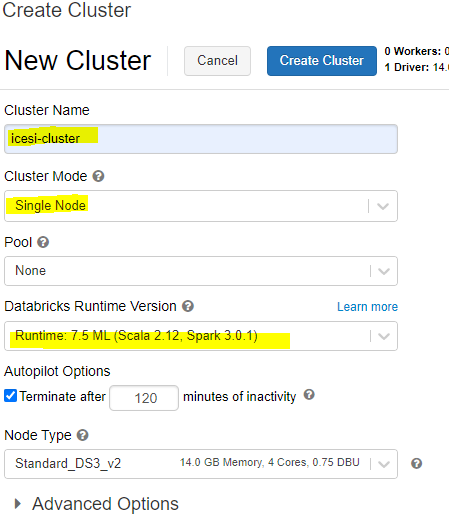 Create Cluster
New Cluster
Cancel
Create Cluster
0 Workers: 0
1 Driver: 14.
Cluster Name
icesi-cluster
Cluster Mode
Single Node
Pool
None
Databricks Runtime Version
Learn more
Runtime: 7.5 ML (Scala 2.12, Spark 3.0.1)
Autopilot Options
Terminate after 120 minutes of inactivity
Node Type
Standard_DS3_v2 14.0 GB Memory, 4 Cores, 0.75 DBU
Advanced Options